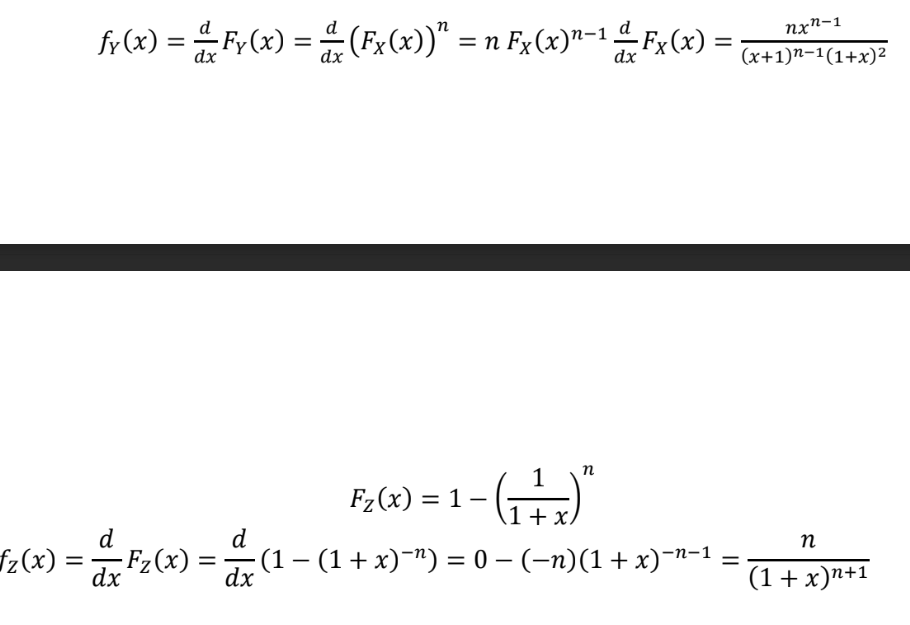 f_Y(x) = d/dx F_Y(x) = d/dx (F_X(x))^n = n F_X(x)^{n−1} d/dx F_X(x) = nx^{n−1}/((x+1)^{n−1}(1+x)^2)
F_Z(x) = 1 − (1/(1 + x))^n
f_Z(x) = d/dx F_Z(x) = d/dx (1 − (1 + x)^{−n}) = 0 − (−n)(1 + x)^{−n−1} = n/(1 + x)^{n+1}